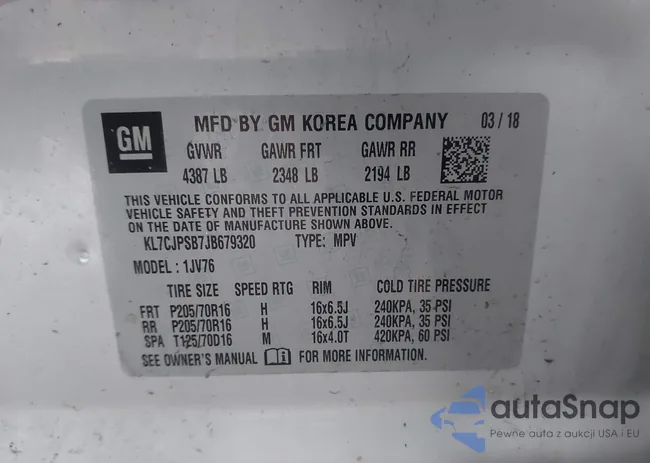 GM
MFD BY GM KOREA COMPANY 03 / 18
GVWR GAWR FRT GAWR RR
4387 LB 2348 LB 2194 LB
THIS VEHICLE CONFORMS TO ALL APPLICABLE U.S. FEDERAL MOTOR
VEHICLE SAFETY AND THEFT PREVENTION STANDARDS IN EFFECT
ON THE DATE OF MANUFACTURE SHOWN ABOVE.
KL7CJPSB7JB679320 TYPE: MPV
MODEL : 1JV76
TIRE SIZE SPEED RTG RIM COLD TIRE PRESSURE
FRT P205/70R16 H 16x6.5J 240KPA, 35 PSI
RR P205/70R16 H 16x6.5J 240KPA, 35 PSI
SPA T125/70D16 M 16x4.0T 420KPA, 60 PSI
SEE OWNER'S MANUAL FOR MORE INFORMATION.
autaSnap
Pewne auta z aukcji USA i EU